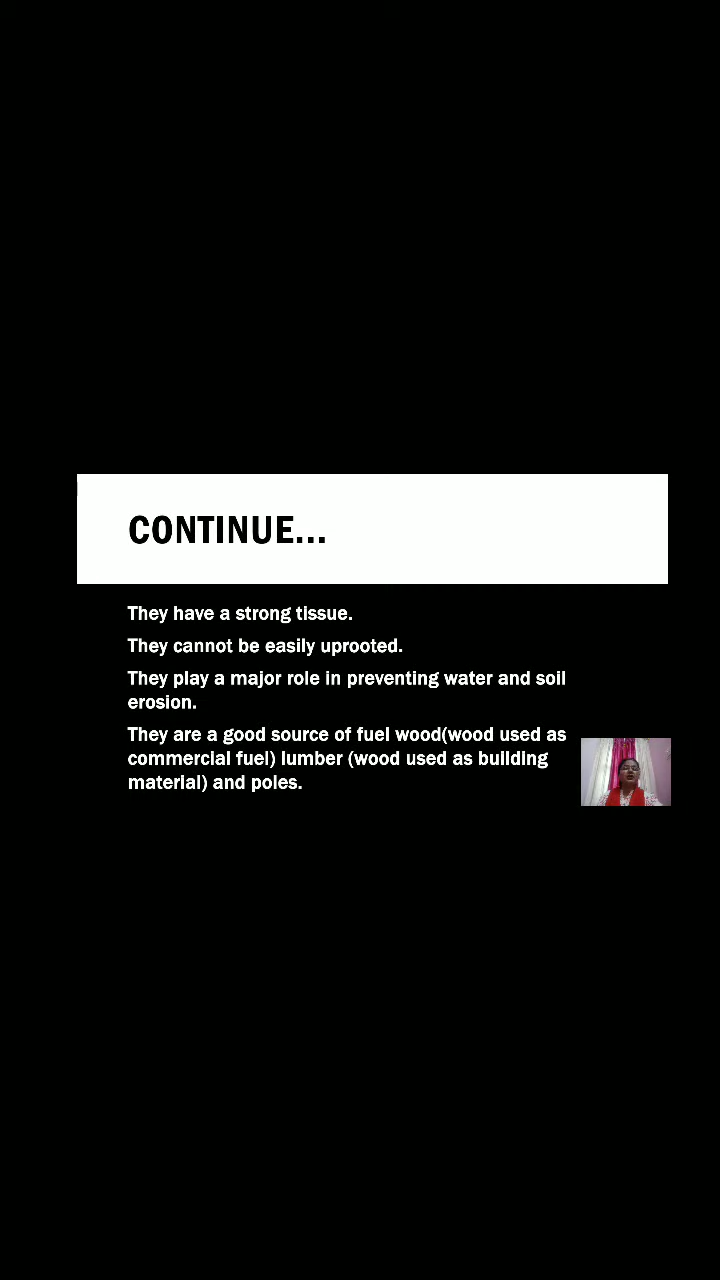 CONTINUE...
They have a strong tissue.
They cannot be easily uprooted.
They play a major role in preventing water and soil
erosion.
They are a good source of fuel wood(wood used as
commercial fuel) lumber (wood used as building
material) and poles.